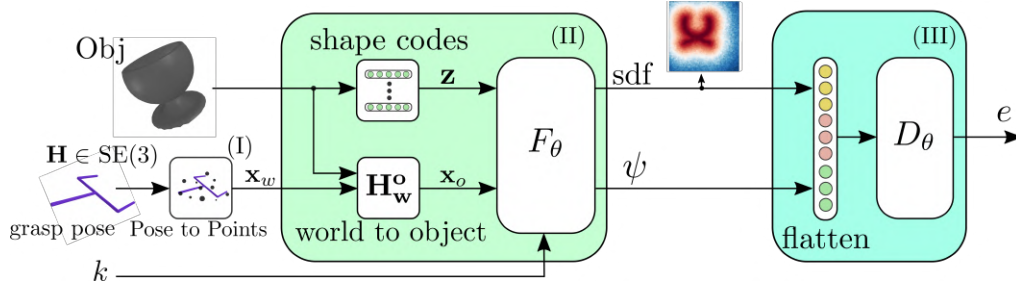 Obj
shape codes
(II)
sdf
(III)
z
e
H ∈ SE(3)
(I)
x_w
H_w^o
x_o
F_θ
ψ
D_θ
grasp pose
Pose to Points
world to object
flatten
k